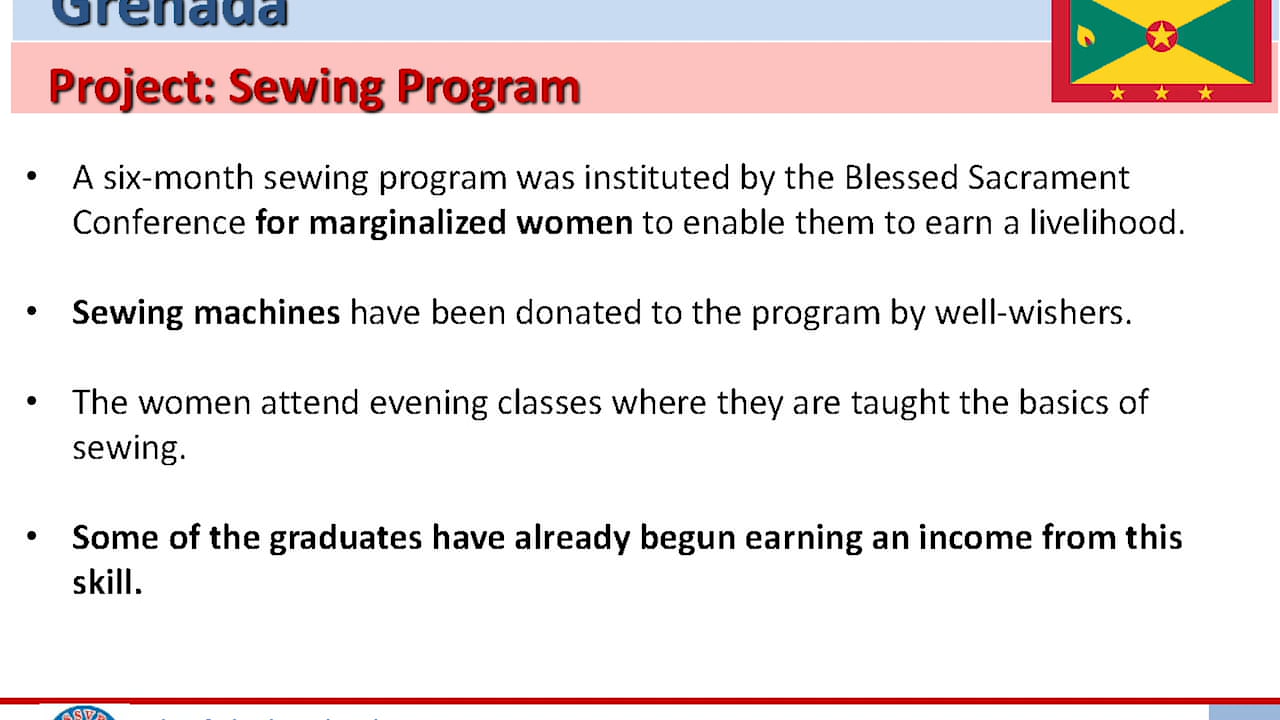 Grenada
Project: Sewing Program
• A six-month sewing program was instituted by the Blessed Sacrament
Conference for marginalized women to enable them to earn a livelihood.
• Sewing machines have been donated to the program by well-wishers.
• The women attend evening classes where they are taught the basics of
sewing.
• Some of the graduates have already begun earning an income from this
skill.